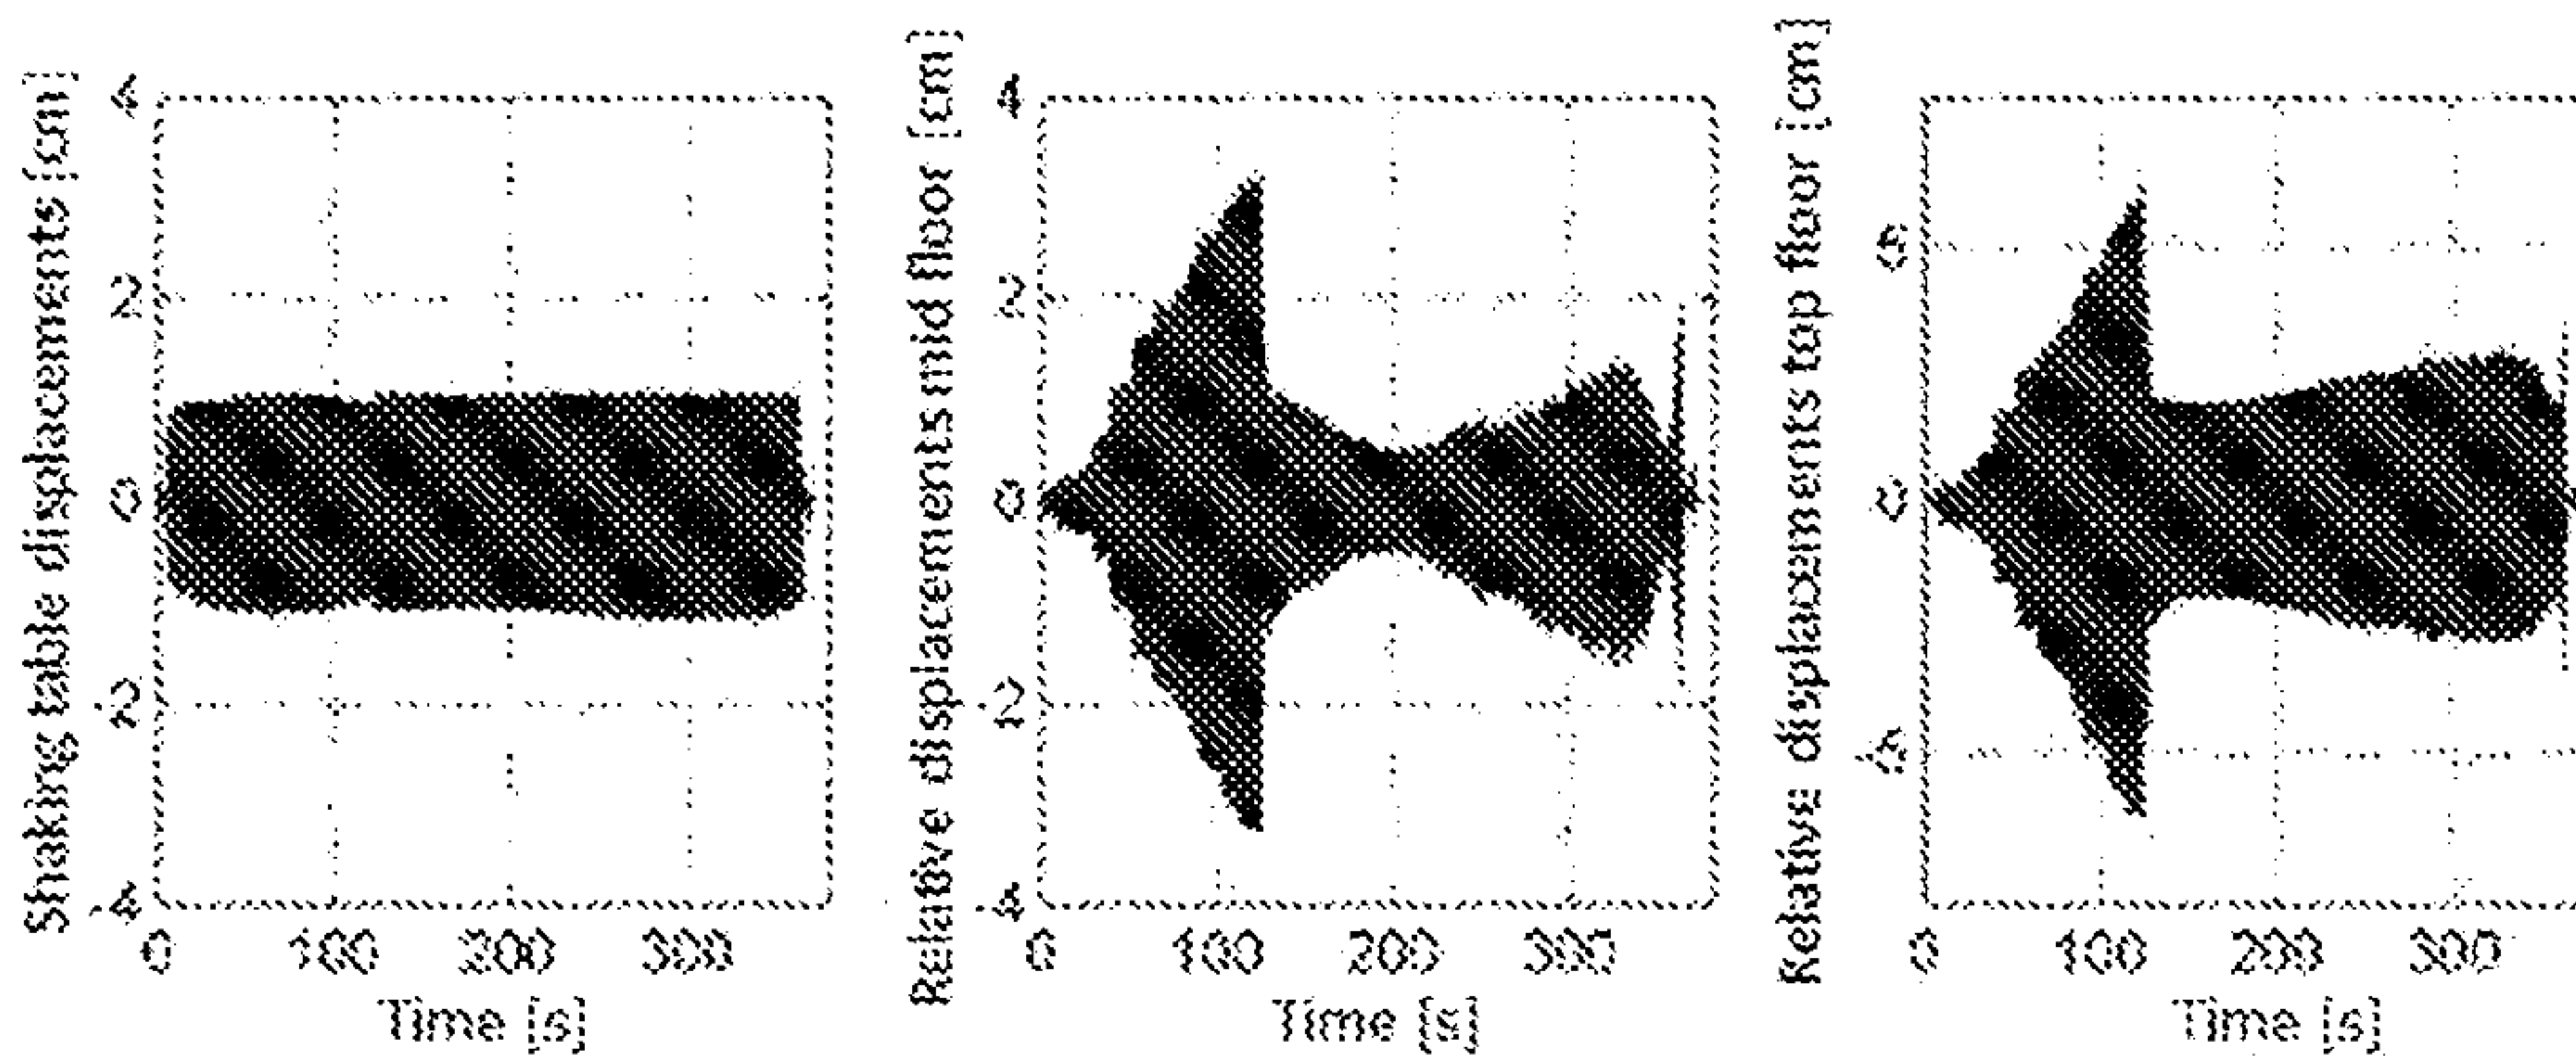 Shaking table displacements [cm]
4
2
0
-2
-4
0 100 200 300
Time [s]
Relative displacements mid floor [cm]
4
2
0
-2
-4
0 100 200 300
Time [s]
Relative displacements top floor [cm]
5
0
-5
0 100 200 300
Time [s]